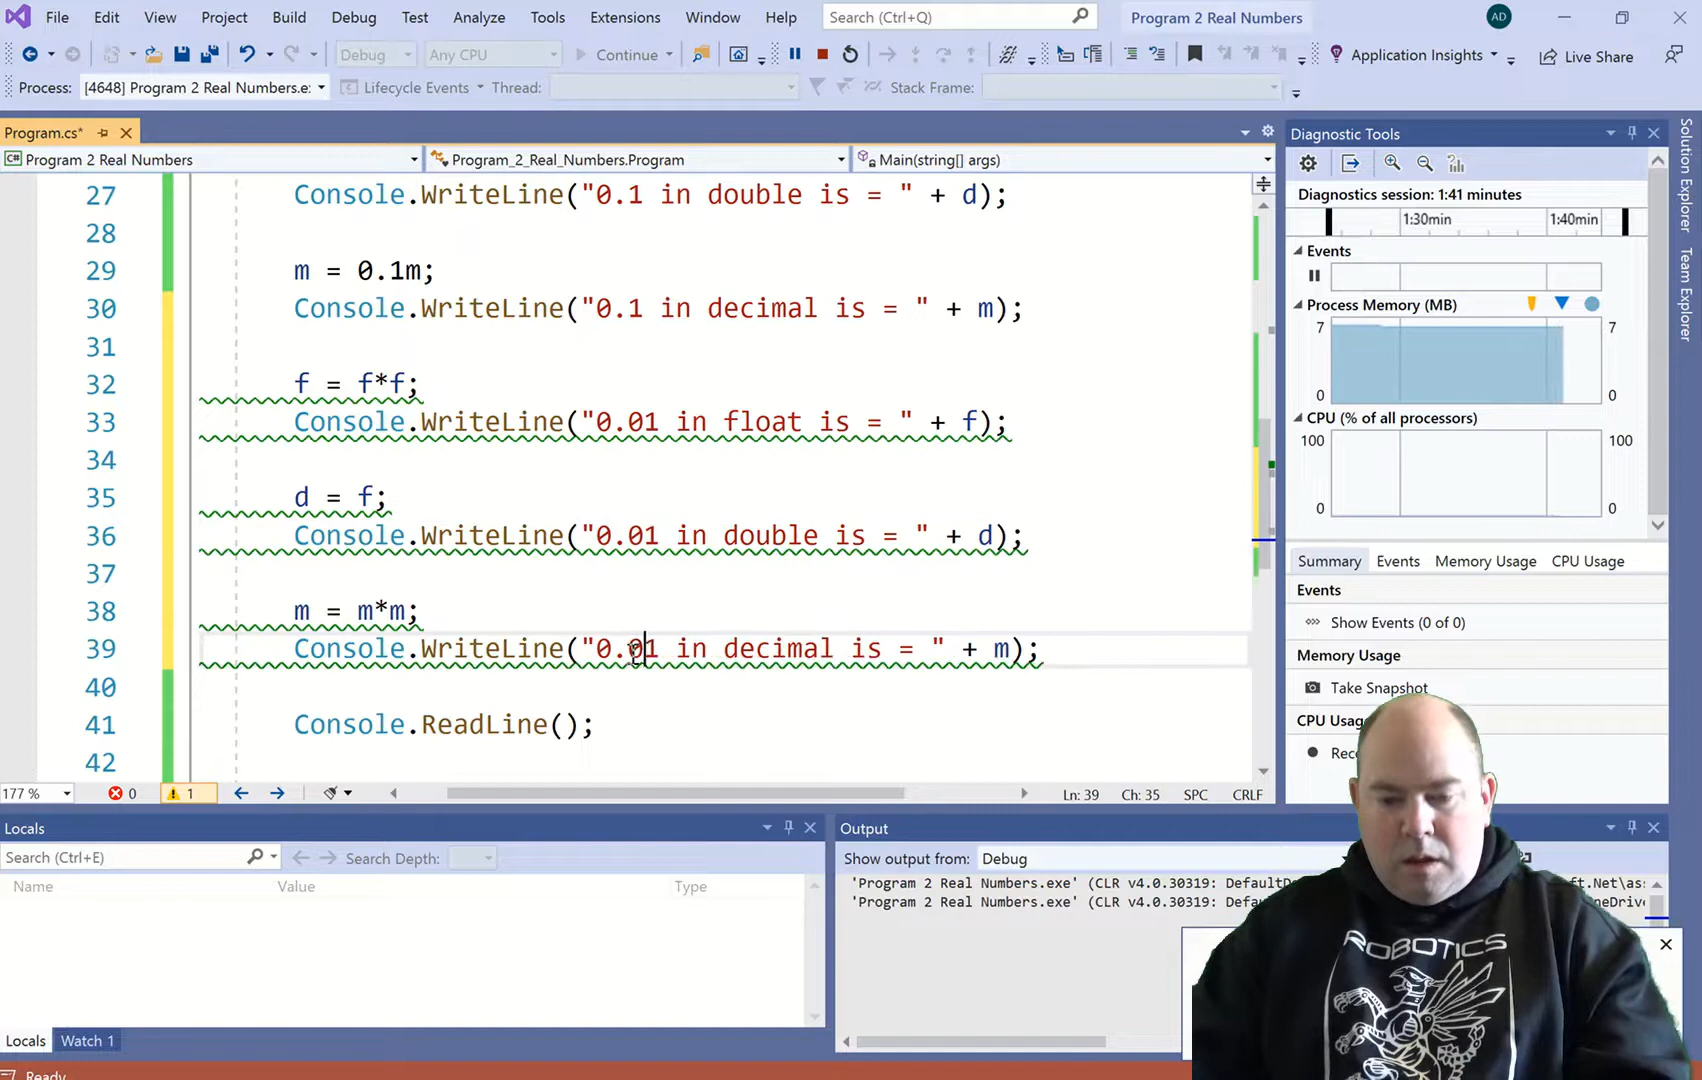 File Edit View Project Build Debug Test Analyze Tools Extensions Window Help Search (Ctrl+Q) Program 2 Real Numbers AD
Debug Any CPU Continue Application Insights Live Share
Process: [4648] Program 2 Real Numbers.e: Lifecycle Events Thread: Stack Frame:
Program.cs*
C# Program 2 Real Numbers Program_2_Real_Numbers.Program Main(string[] args)
27 Console.WriteLine("0.1 in double is = " + d);
28
29 m = 0.1m;
30 Console.WriteLine("0.1 in decimal is = " + m);
31
32 f = f*f;
33 Console.WriteLine("0.01 in float is = " + f);
34
35 d = f;
36 Console.WriteLine("0.01 in double is = " + d);
37
38 m = m*m;
39 Console.WriteLine("0.01 in decimal is = " + m);
40
41 Console.ReadLine();
42
177 % 0 1 Ln: 39 Ch: 35 SPC CRLF
Diagnostic Tools
Diagnostics session: 1:41 minutes
1:30min 1:40min
Events
Process Memory (MB)
7 7
0 0
CPU (% of all processors)
100 100
0 0
Summary Events Memory Usage CPU Usage
Events
Show Events (0 of 0)
Memory Usage
Take Snapshot
CPU Usag
Rec
Solution Explorer
Team Explorer
Locals
Search (Ctrl+E) Search Depth:
Name Value Type
Locals Watch 1
Output
Show output from: Debug
'Program 2 Real Numbers.exe' (CLR v4.0.30319: DefaultD ft.Net\ass
'Program 2 Real Numbers.exe' (CLR v4.0.30319: Defau neDrive
ROBOTICS
Ready